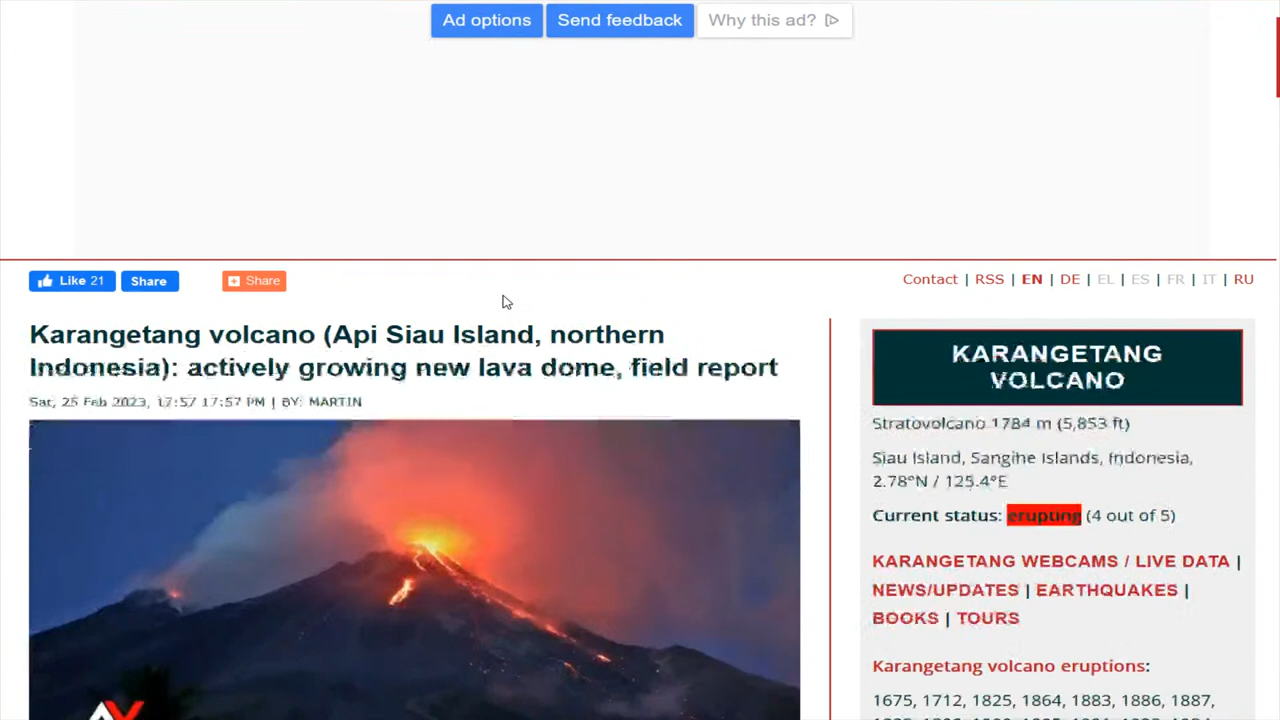 Ad options Send feedback Why this ad?
Like 21 Share Share
Contact | RSS | EN | DE | EL | ES | FR | IT | RU
Karangetang volcano (Api Siau Island, northern
Indonesia): actively growing new lava dome, field report
Sat, 25 Feb 2023, 17:57 17:57 PM | BY: MARTIN
KARANGETANG
VOLCANO
Stratovolcano 1784 m (5,853 ft)
Siau Island, Sangihe Islands, Indonesia,
2.78°N / 125.4°E
Current status: erupting (4 out of 5)
KARANGETANG WEBCAMS / LIVE DATA |
NEWS/UPDATES | EARTHQUAKES |
BOOKS | TOURS
Karangetang volcano eruptions:
1675, 1712, 1825, 1864, 1883, 1886, 1887,